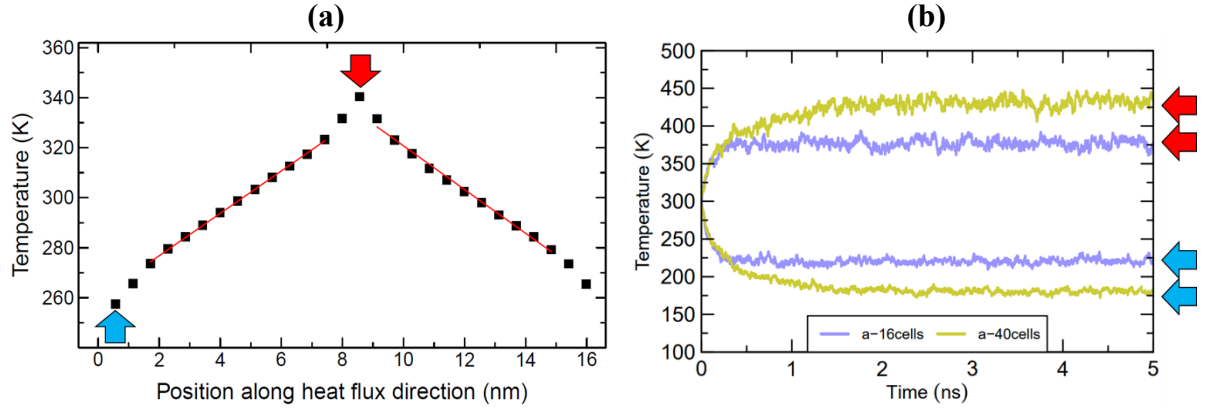 (a)
360
340
320
300
280
260
Temperature (K)
0 2 4 6 8 10 12 14 16
Position along heat flux direction (nm)
(b)
500
450
400
350
300
250
200
150
100
Temperature (K)
a−16cells a−40cells
0 1 2 3 4 5
Time (ns)